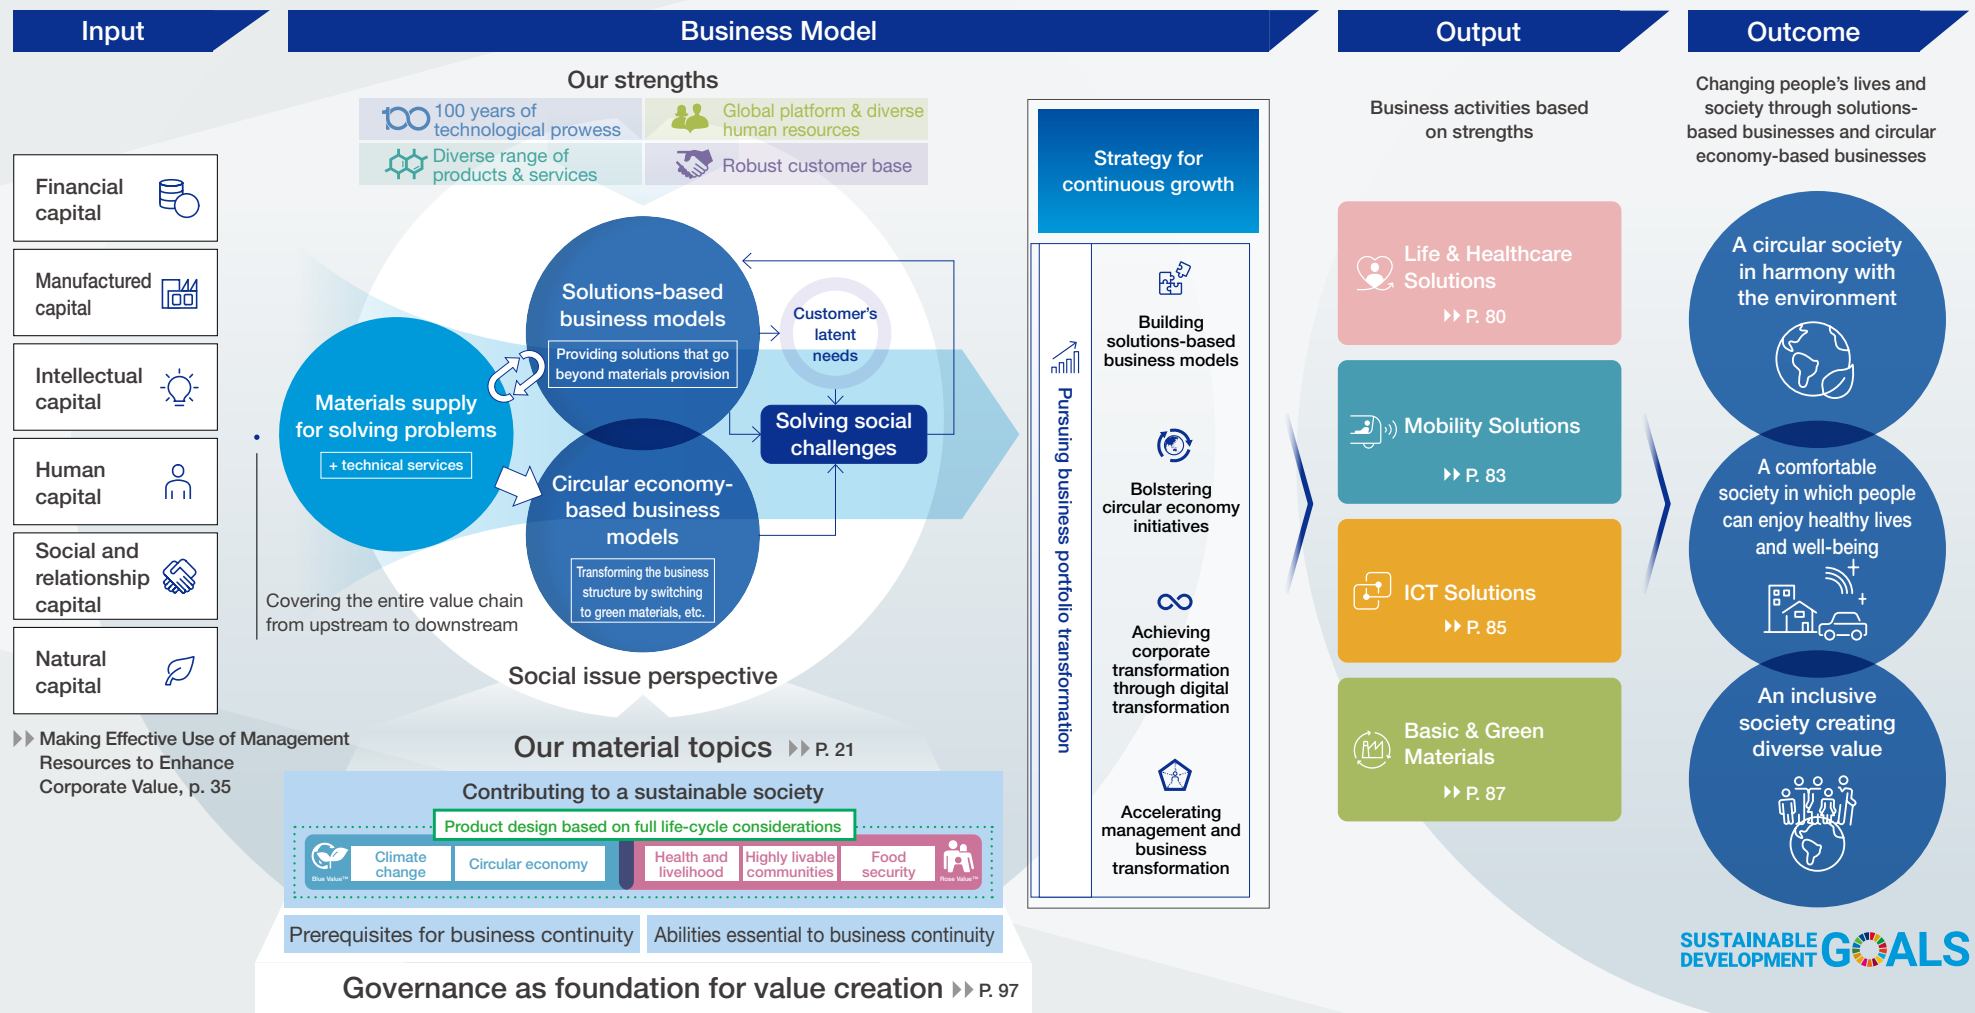 Input
Business Model
Output
Outcome
Financial
capital
Manufactured
capital
Intellectual
capital
Human
capital
Social and
relationship
capital
Natural
capital
Making Effective Use of Management
Resources to Enhance
Corporate Value, p. 35
Our strengths
100 years of
technological prowess
Global platform & diverse
human resources
Diverse range of
products & services
Robust customer base
Materials supply
for solving problems
+ technical services
Solutions-based
business models
Providing solutions that go
beyond materials provision
Customer's
latent
needs
Solving social
challenges
Circular economy-
based business
models
Transforming the business
structure by switching
to green materials, etc.
Covering the entire value chain
from upstream to downstream
Social issue perspective
Our material topics P. 21
Contributing to a sustainable society
Product design based on full life-cycle considerations
Blue Value™
Climate
change
Circular economy
Health and
livelihood
Highly livable
communities
Food
security
Rose Value™
Prerequisites for business continuity
Abilities essential to business continuity
Governance as foundation for value creation P. 97
Strategy for
continuous growth
Pursuing business portfolio transformation
Building
solutions-based
business models
Bolstering
circular economy
initiatives
Achieving
corporate
transformation
through digital
transformation
Accelerating
management and
business
transformation
Business activities based
on strengths
Life & Healthcare
Solutions
P. 80
Mobility Solutions
P. 83
ICT Solutions
P. 85
Basic & Green
Materials
P. 87
Changing people's lives and
society through solutions-
based businesses and circular
economy-based businesses
A circular society
in harmony with
the environment
A comfortable
society in which people
can enjoy healthy lives
and well-being
An inclusive
society creating
diverse value
SUSTAINABLE
DEVELOPMENT
GOALS